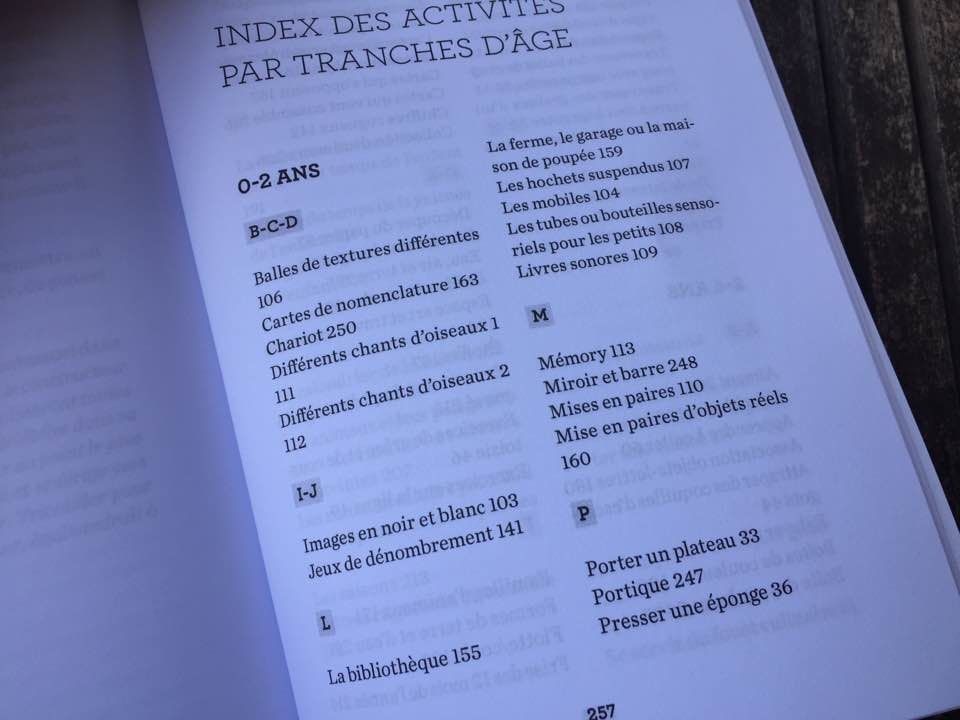 INDEX DES ACTIVITÉS
PAR TRANCHES D'ÂGE
0-2 ANS
B-C-D
Balles de textures différentes
106
Cartes de nomenclature 163
Chariot 250
Différents chants d'oiseaux 1
111
Différents chants d'oiseaux 2
112
I-J
Images en noir et blanc 103
Jeux de dénombrement 141
L
La bibliothèque 155
La ferme, le garage ou la mai-
son de poupée 159
Les hochets suspendus 107
Les mobiles 104
Les tubes ou bouteilles senso-
riels pour les petits 108
Livres sonores 109
M
Mémory 113
Miroir et barre 248
Mises en paires 110
Mise en paires d'objets réels
160
P
Porter un plateau 33
Portique 247
Presser une éponge 36
257